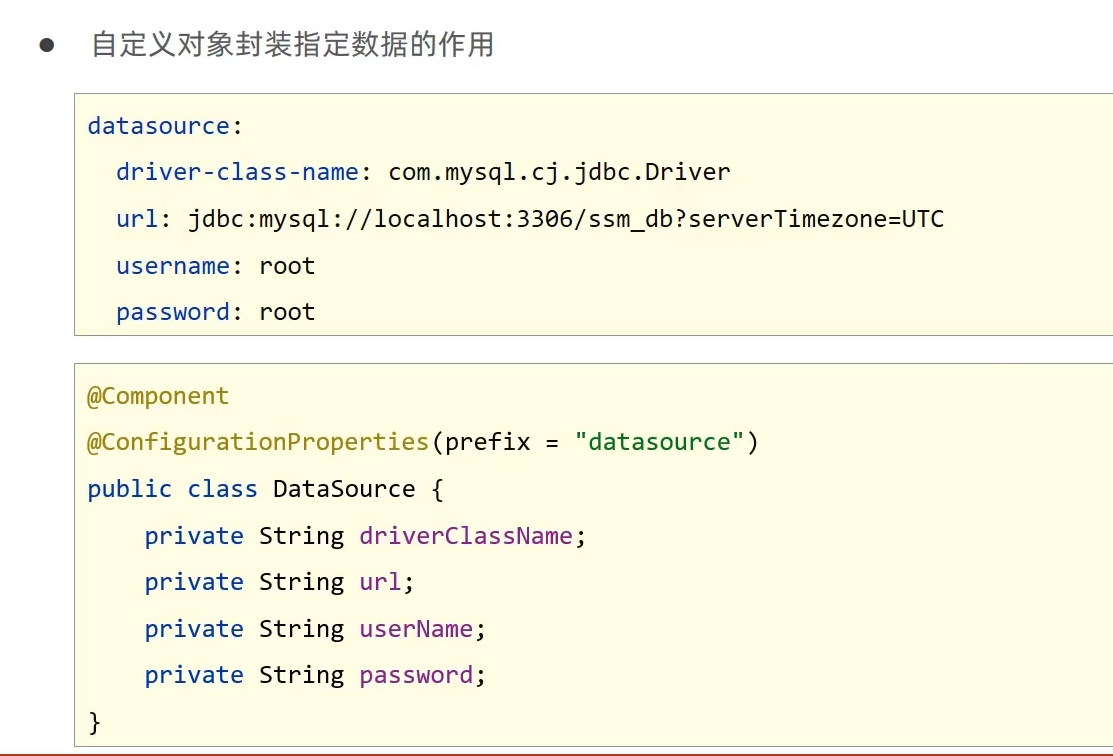 ● 自定义对象封装指定数据的作用
datasource:
  driver-class-name: com.mysql.cj.jdbc.Driver
  url: jdbc:mysql://localhost:3306/ssm_db?serverTimezone=UTC
  username: root
  password: root
@Component
@ConfigurationProperties(prefix = "datasource")
public class DataSource {
    private String driverClassName;
    private String url;
    private String userName;
    private String password;
}